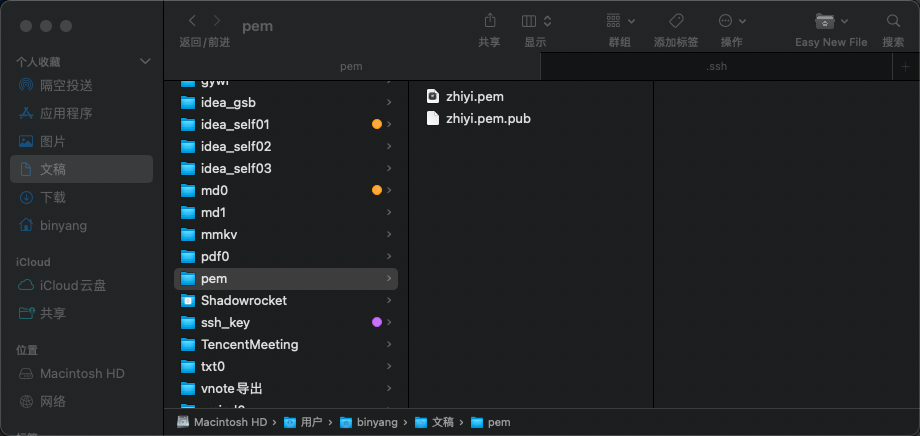 pem
返回/前进
共享
显示
群组
添加标签
操作
Easy New File
搜索
pem
.ssh
个人收藏
隔空投送
应用程序
图片
文稿
下载
binyang
iCloud
iCloud云盘
共享
位置
Macintosh HD
网络
idea_gsb
idea_self01
idea_self02
idea_self03
md0
md1
mmkv
pdf0
pem
Shadowrocket
ssh_key
TencentMeeting
txt0
vnote导出
zhiyi.pem
zhiyi.pem.pub
Macintosh HD › 用户 › binyang › 文稿 › pem